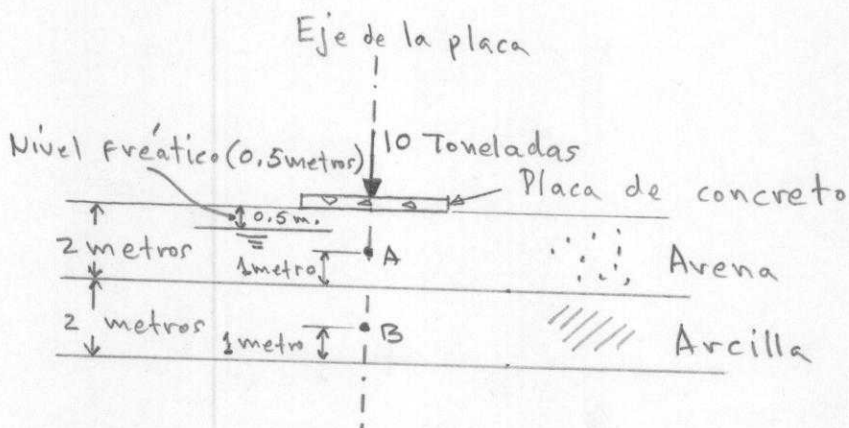 Eje de la placa
10 Toneladas
Nivel freático (0.5 metros)
Placa de concreto
0.5 m.
2 metros
1 metro
A
Arena
2 metros
1 metro
B
Arcilla